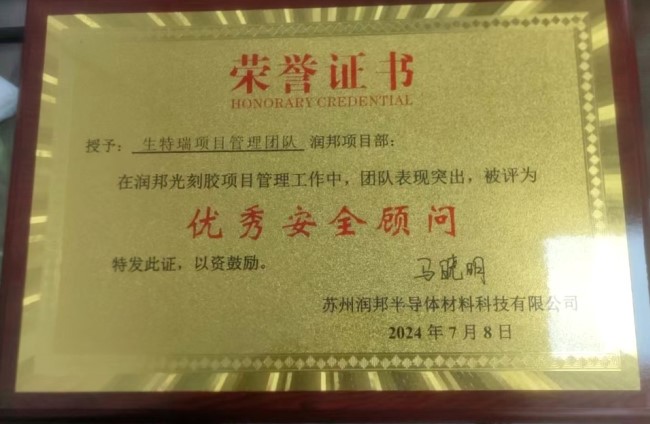 荣誉证书
HONORARY CREDENTIAL
授予：生特瑞项目管理团队 润邦项目部：
在润邦光刻胶项目管理工作中，团队表现突出，被评为
优秀安全顾问
特发此证，以资鼓励。
马晓明
苏州润邦半导体材料科技有限公司
2024年7月8日